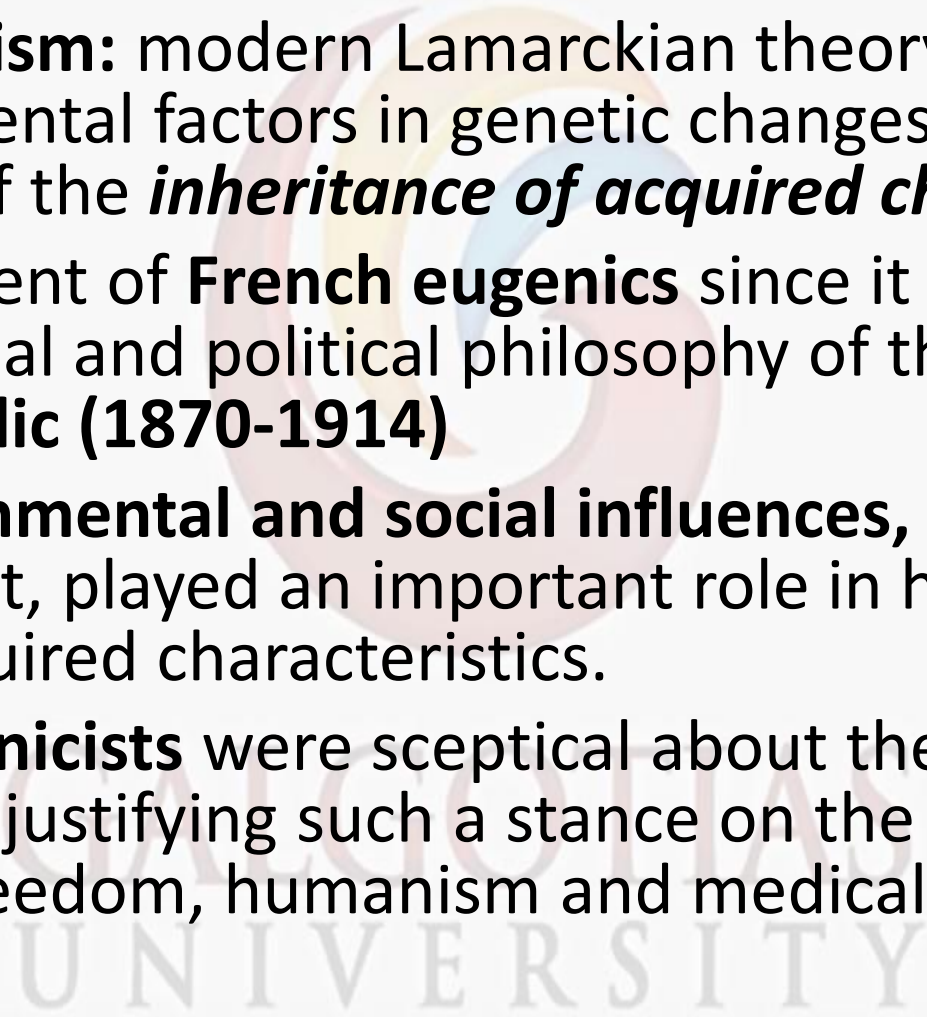 ism: modern Lamarckian theory
ental factors in genetic changes
f the inheritance of acquired ch
ent of French eugenics since it
al and political philosophy of th
lic (1870-1914)
nmental and social influences,
t, played an important role in h
uired characteristics.
nicists were sceptical about the
justifying such a stance on the
eedom, humanism and medical
GALGOTIAS
UNIVERSITY